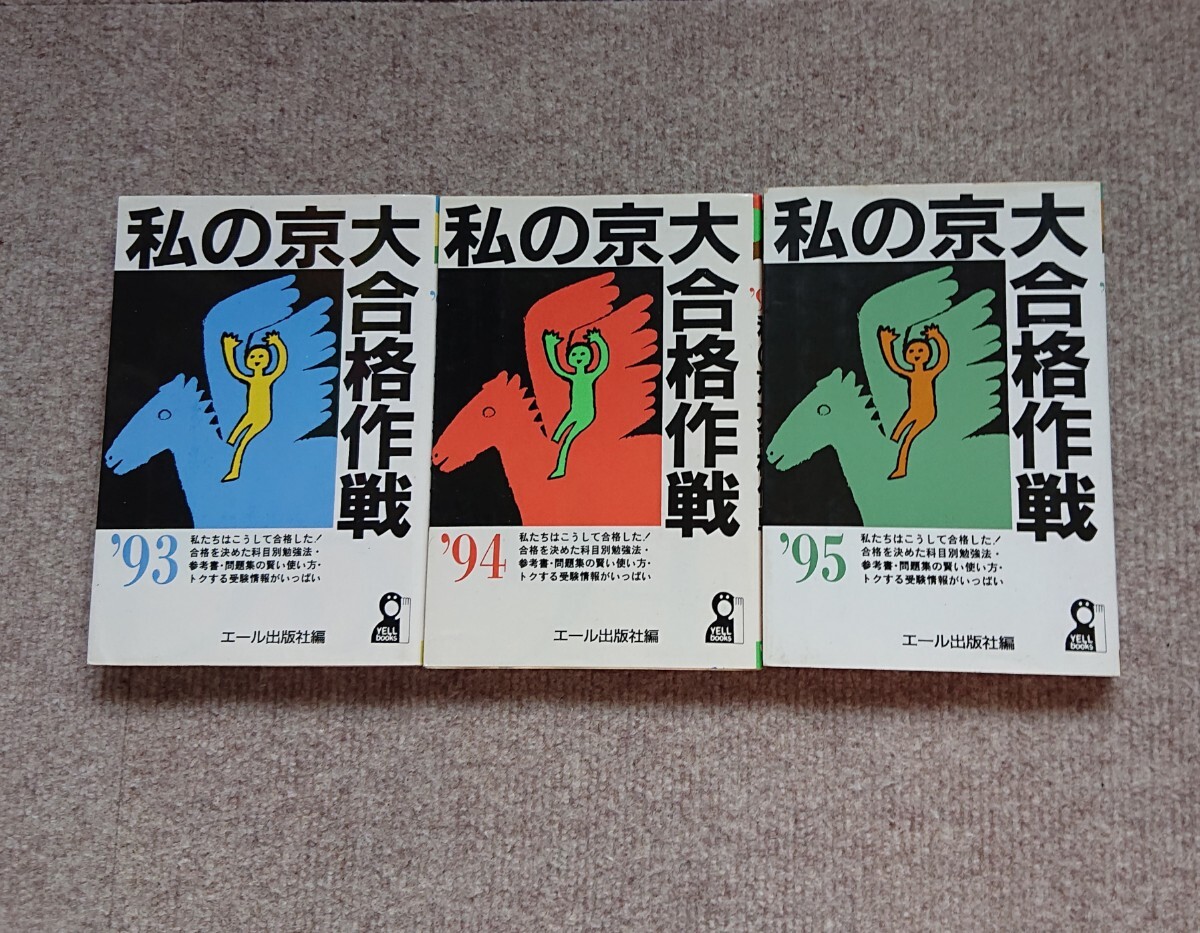 私の京大合格作戦
'93
私たちはこうして合格した!
合格を決めた科目別勉強法・
参考書・問題集の賢い使い方・
トクする受験情報がいっぱい
エール出版社編
YELL
books
私の京大合格作戦
'94
私たちはこうして合格した!
合格を決めた科目別勉強法・
参考書・問題集の賢い使い方・
トクする受験情報がいっぱい
エール出版社編
YELL
books
私の京大合格作戦
'95
私たちはこうして合格した!
合格を決めた科目別勉強法・
参考書・問題集の賢い使い方・
トクする受験情報がいっぱい
エール出版社編
YELL
books